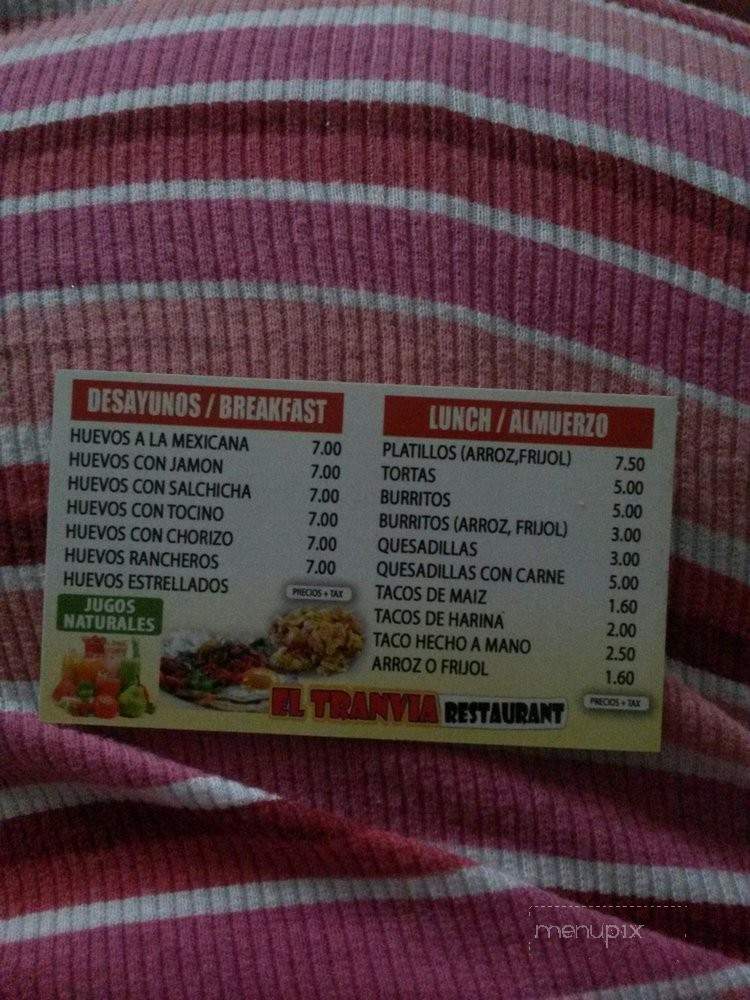 DESAYUNOS / BREAKFAST
HUEVOS A LA MEXICANA 7.00
HUEVOS CON JAMON 7.00
HUEVOS CON SALCHICHA 7.00
HUEVOS CON TOCINO 7.00
HUEVOS CON CHORIZO 7.00
HUEVOS RANCHEROS 7.00
HUEVOS ESTRELLADOS
PRECIOS + TAX
JUGOS
NATURALES
LUNCH / ALMUERZO
PLATILLOS (ARROZ,FRIJOL) 7.50
TORTAS 5.00
BURRITOS 5.00
BURRITOS (ARROZ, FRIJOL) 3.00
QUESADILLAS 3.00
QUESADILLAS CON CARNE 5.00
TACOS DE MAIZ 1.60
TACOS DE HARINA 2.00
TACO HECHO A MANO 2.50
ARROZ O FRIJOL 1.60
PRECIOS + TAX
EL TRANVIA RESTAURANT
menupix